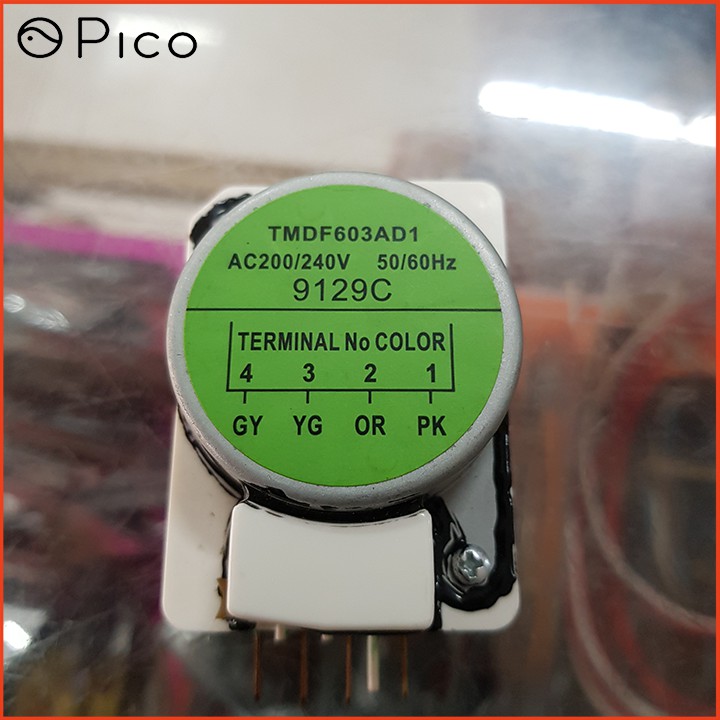 Pico
TMDF603AD1
AC200/240V 50/60Hz
9129C
TERMINAL No COLOR
4 3 2 1
GY YG OR PK